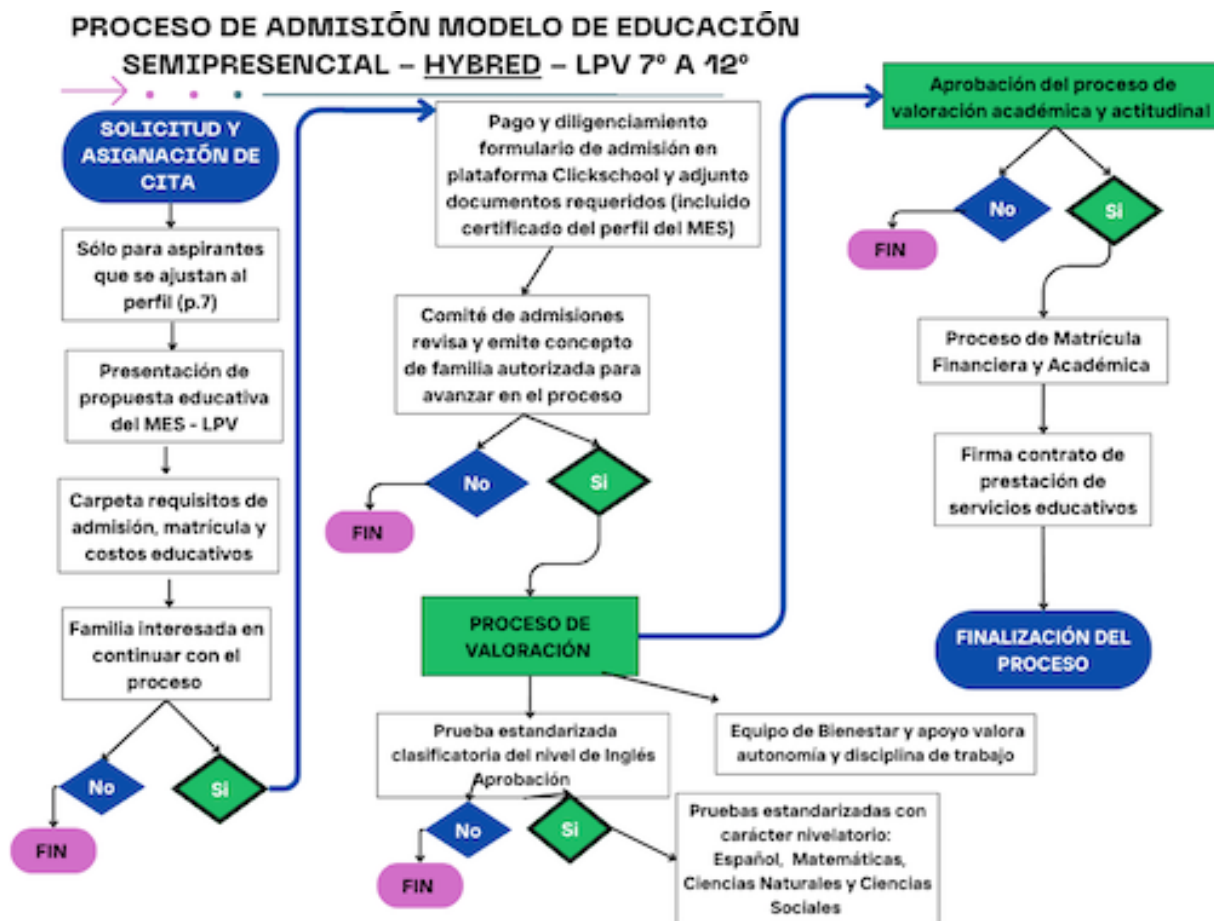 PROCESO DE ADMISIÓN MODELO DE EDUCACIÓN
SEMIPRESENCIAL – HYBRED – LPV 7° A 12°
SOLICITUD Y
ASIGNACIÓN DE
CITA
Sólo para aspirantes
que se ajustan al
perfil (p.7)
Presentación de
propuesta educativa
del MES - LPV
Carpeta requisitos de
admisión, matrícula y
costos educativos
Familia interesada en
continuar con el
proceso
No
Si
FIN
Pago y diligenciamiento
formulario de admisión en
plataforma Clickschool y adjunto
documentos requeridos (incluido
certificado del perfil del MES)
Comité de admisiones
revisa y emite concepto
de familia autorizada para
avanzar en el proceso
No
Si
FIN
PROCESO DE
VALORACIÓN
Prueba estandarizada
clasificatoria del nivel de Inglés
Aprobación
No
Si
FIN
Equipo de Bienestar y apoyo valora
autonomía y disciplina de trabajo
Pruebas estandarizadas con
carácter nivelatorio:
Español, Matemáticas,
Ciencias Naturales y Ciencias
Sociales
Aprobación del proceso de
valoración académica y actitudinal
No
Si
FIN
Proceso de Matrícula
Financiera y Académica
Firma contrato de
prestación de
servicios educativos
FINALIZACIÓN DEL
PROCESO